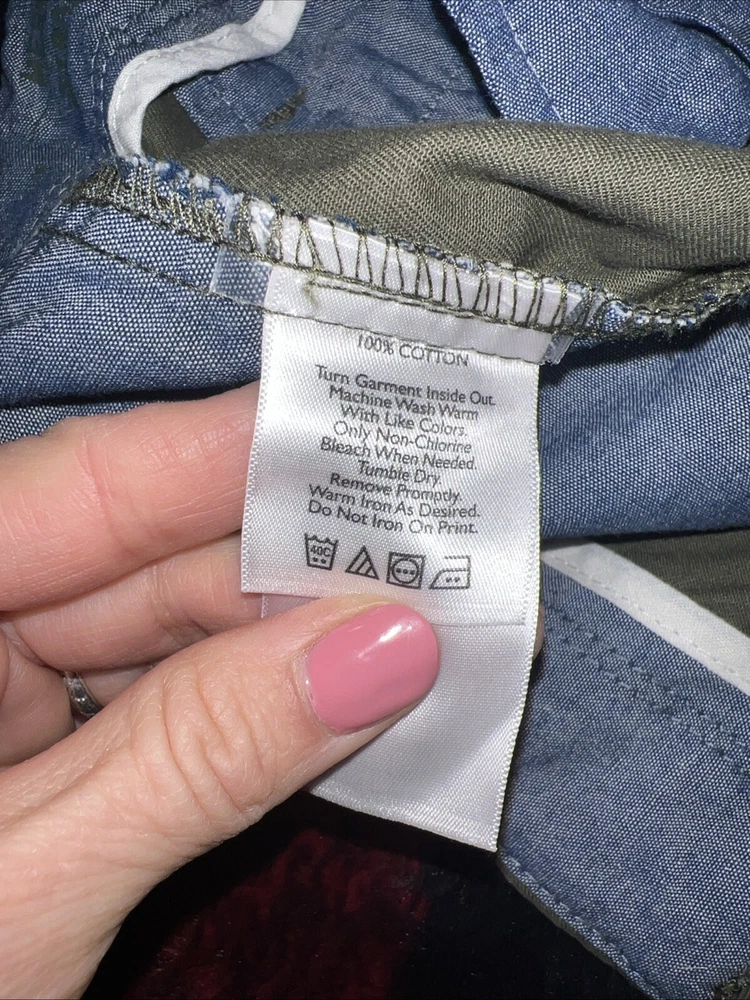 100% COTTON
Turn Garment Inside Out.
Machine Wash Warm
With Like Colors.
Only Non-Chlorine
Bleach When Needed.
Tumble Dry.
Remove Promptly.
Warm Iron As Desired.
Do Not Iron On Print.
40C